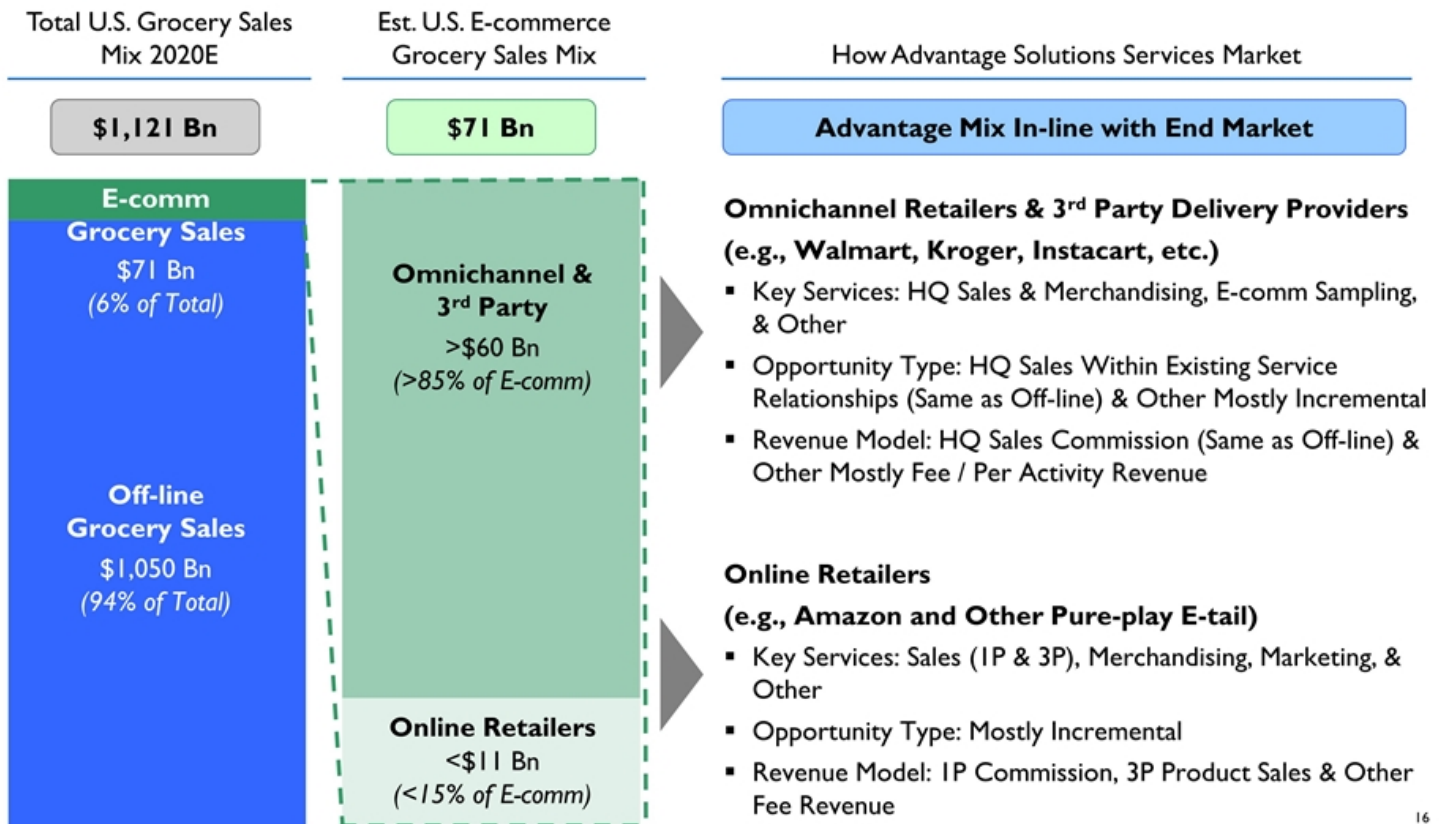 Total U.S. Grocery Sales
Mix 2020E
$1,121 Bn
E-comm
Grocery Sales
$71 Bn
(6% of Total)
Off-line
Grocery Sales
$1,050 Bn
(94% of Total)
Est. U.S. E-commerce
Grocery Sales Mix
$71 Bn
Omnichannel &
3rd Party
>$60 Bn
(>85% of E-comm)
Online Retailers
<$11 Bn
(<15% of E-comm)
How Advantage Solutions Services Market
Advantage Mix In-line with End Market
Omnichannel Retailers & 3rd Party Delivery Providers
(e.g., Walmart, Kroger, Instacart, etc.)
▪ Key Services: HQ Sales & Merchandising, E-comm Sampling,
& Other
▪ Opportunity Type: HQ Sales Within Existing Service
Relationships (Same as Off-line) & Other Mostly Incremental
▪ Revenue Model: HQ Sales Commission (Same as Off-line) &
Other Mostly Fee / Per Activity Revenue
Online Retailers
(e.g., Amazon and Other Pure-play E-tail)
▪ Key Services: Sales (1P & 3P), Merchandising, Marketing, &
Other
▪ Opportunity Type: Mostly Incremental
▪ Revenue Model: 1P Commission, 3P Product Sales & Other
Fee Revenue
16